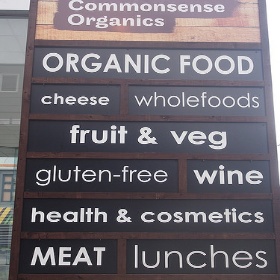 Commonsense
Organics
ORGANIC FOOD
cheese wholefoods
fruit & veg
gluten-free wine
health & cosmetics
MEAT lunches